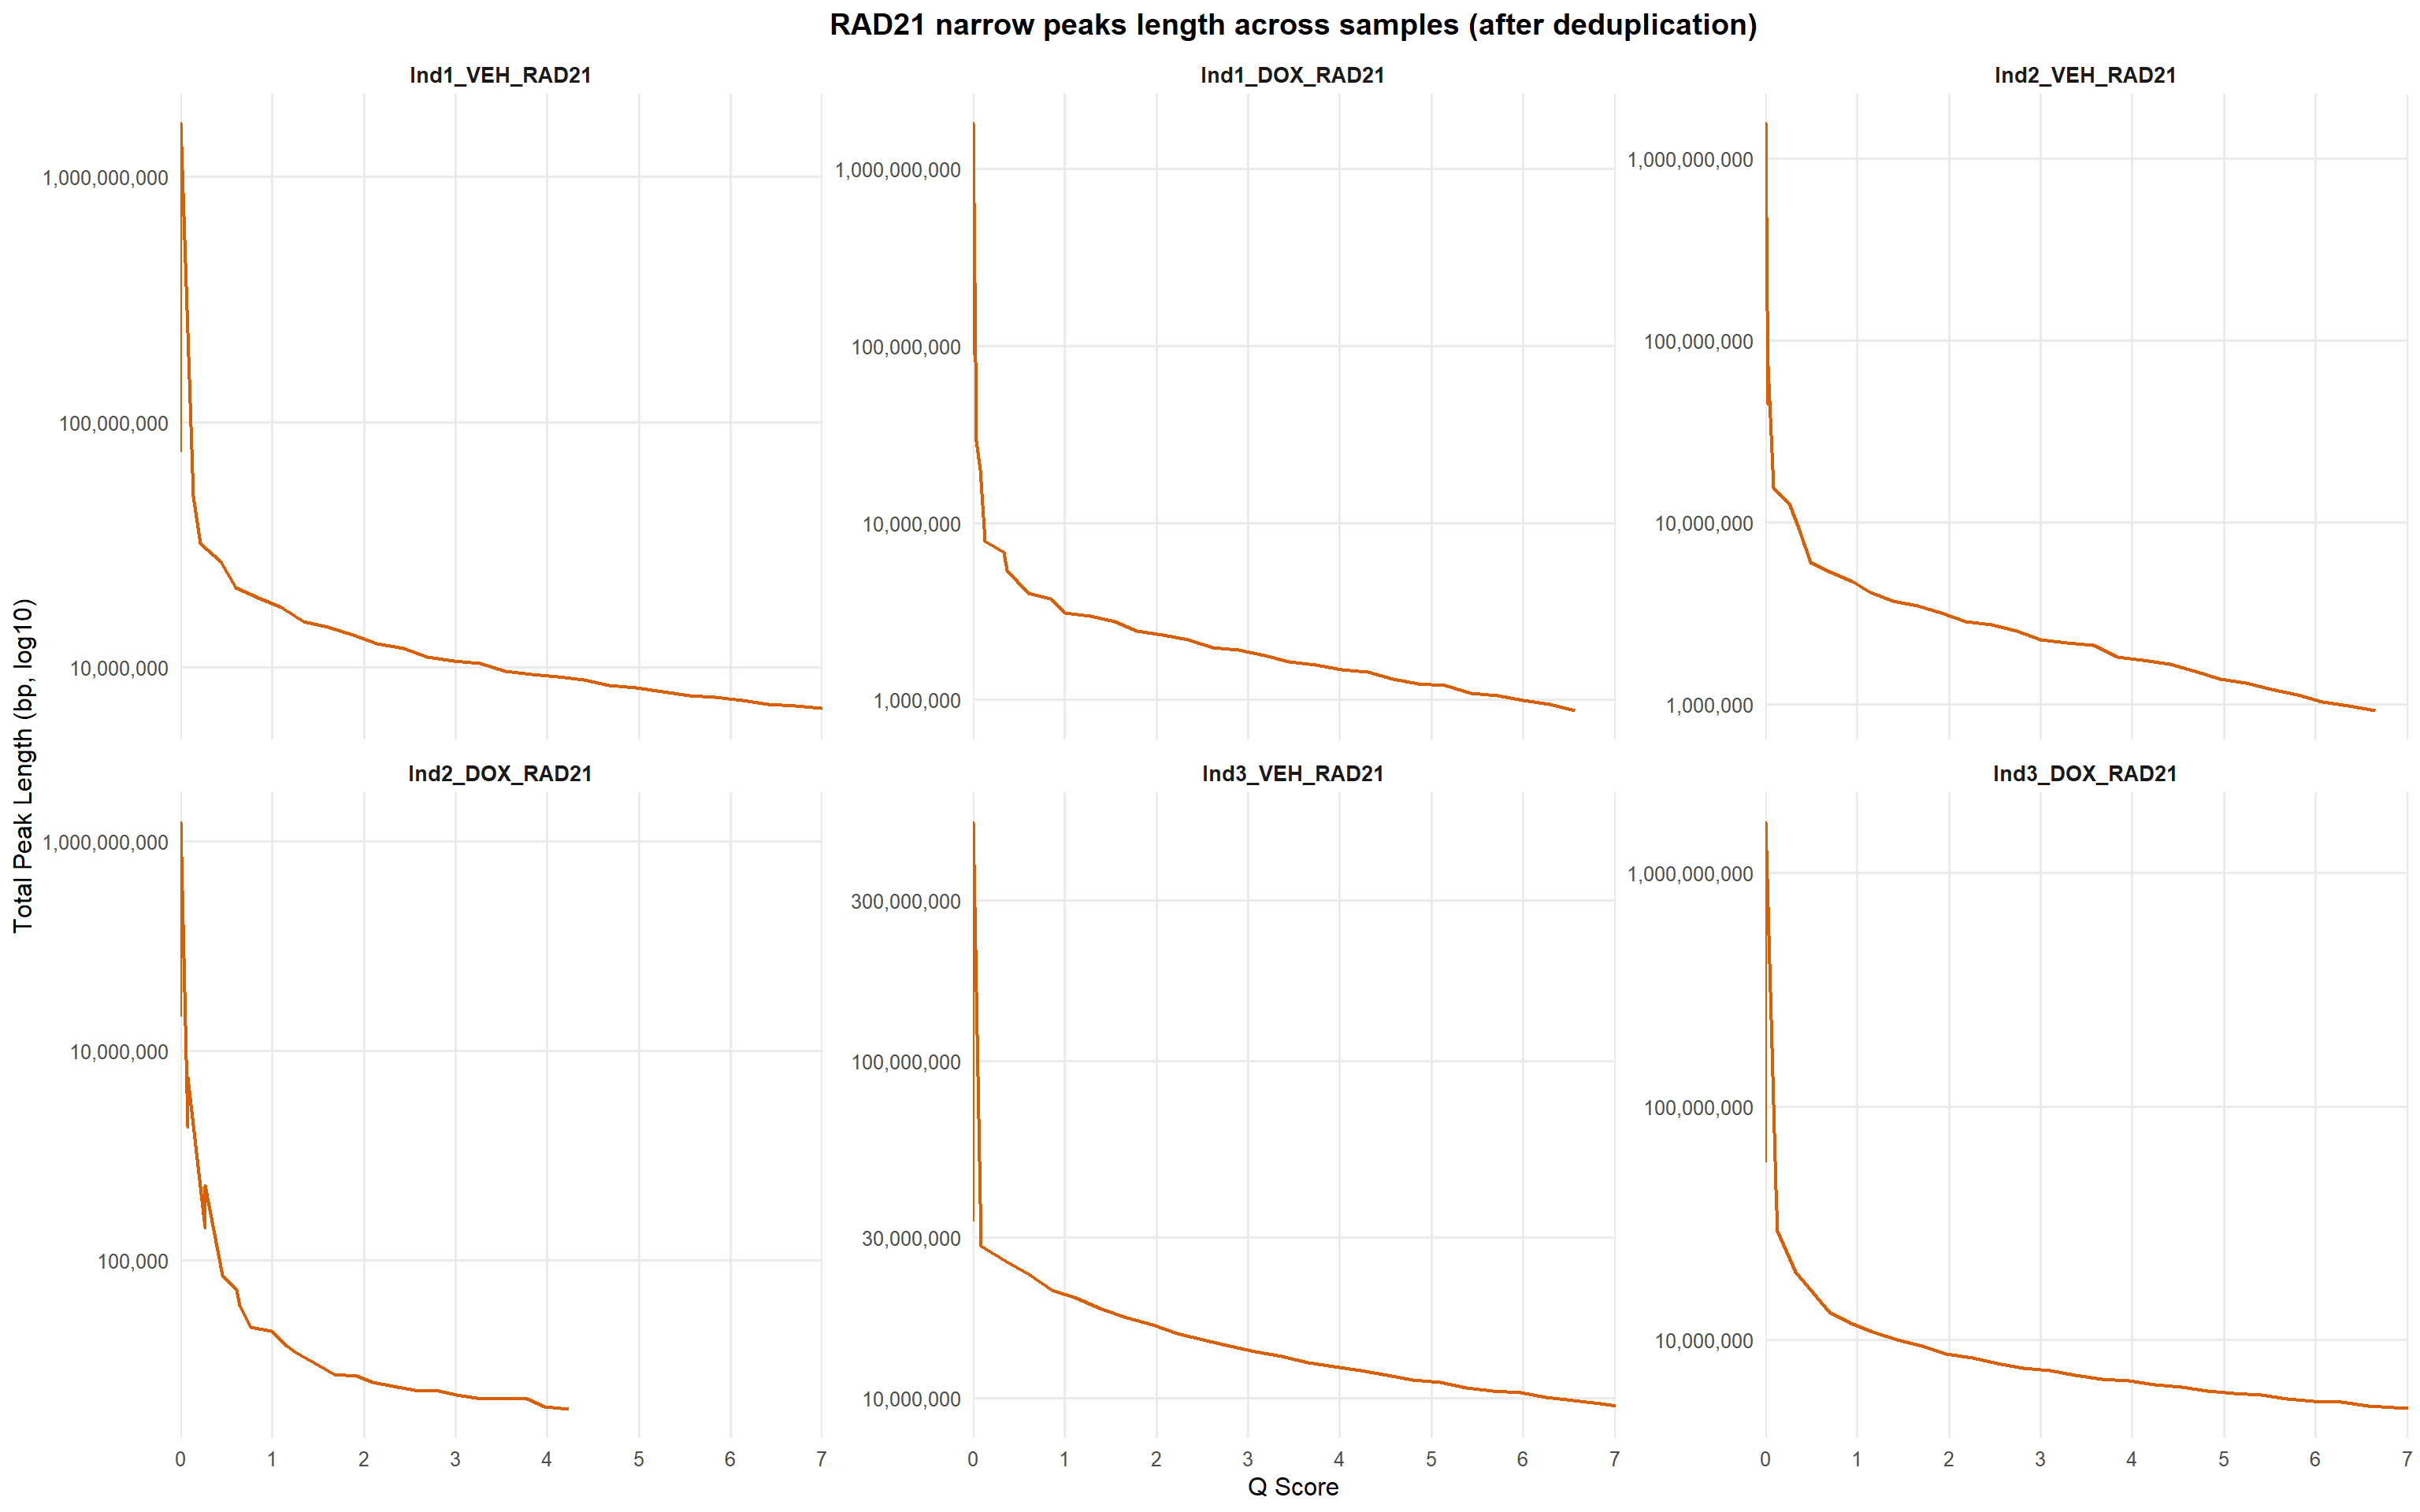 RAD21 narrow peaks length across samples (after deduplication)
Ind1_VEH_RAD21
Ind1_DOX_RAD21
Ind2_VEH_RAD21
1,000,000,000
100,000,000
10,000,000
1,000,000,000
100,000,000
10,000,000
1,000,000
1,000,000,000
100,000,000
10,000,000
1,000,000
Total Peak Length (bp, log10)
Ind2_DOX_RAD21
Ind3_VEH_RAD21
Ind3_DOX_RAD21
1,000,000,000
10,000,000
100,000
300,000,000
100,000,000
30,000,000
10,000,000
1,000,000,000
100,000,000
10,000,000
0 1 2 3 4 5 6 7
0 1 2 3 4 5 6 7
0 1 2 3 4 5 6 7
Q Score